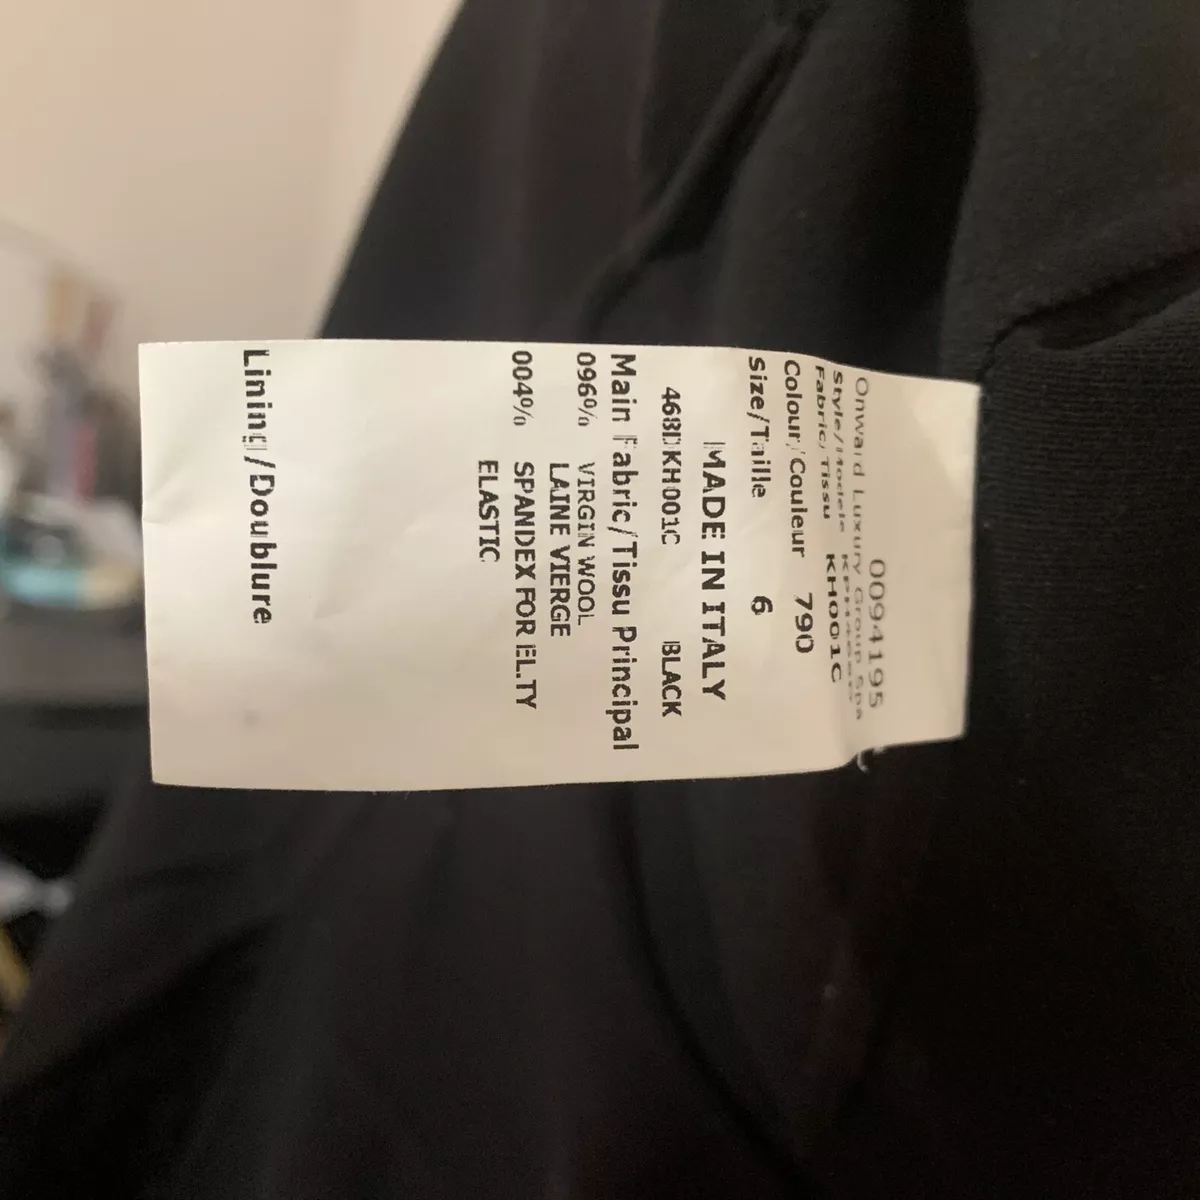 0094195
Onward Luxury Group Spa
Style/Modele
Fabric/Tissu KH001C
Colour/Couleur 790
Size/Taille 6
MADE IN ITALY
468DKH001C BLACK
Main Fabric/Tissu Principal
096% VIRGIN WOOL
LAINE VIERGE
004% SPANDEX FOR EL.TY
ELASTIC
Lining/Doublure